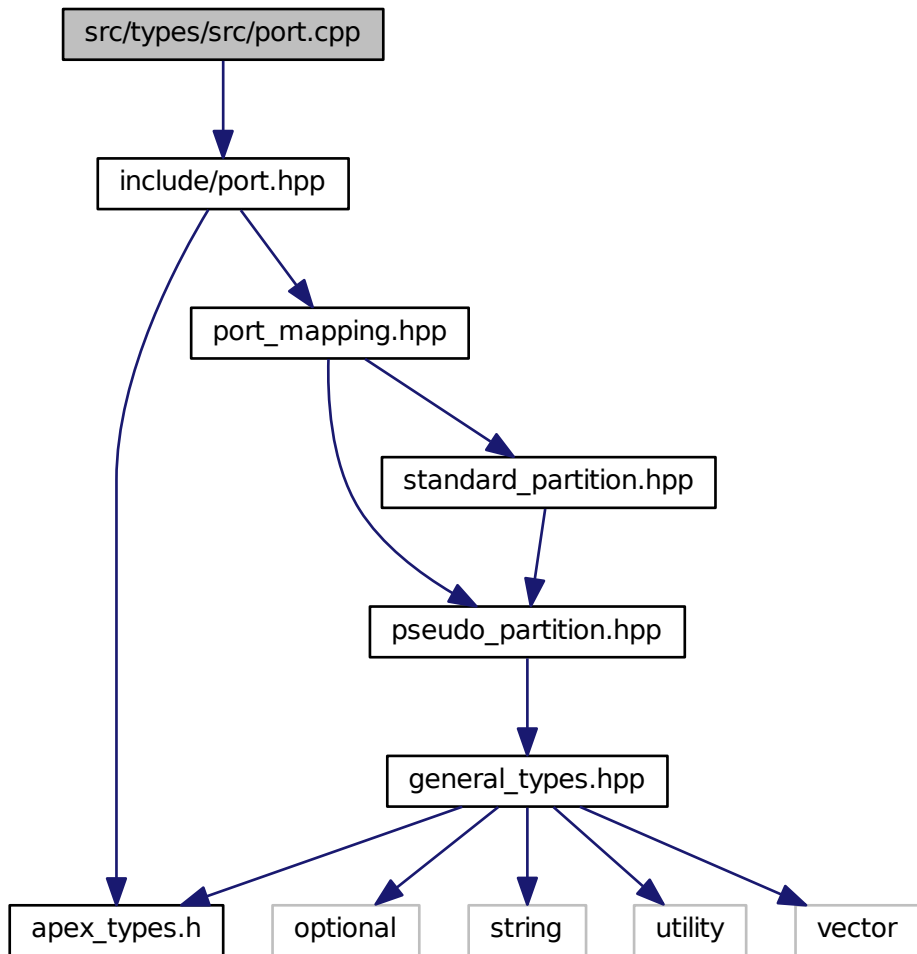 src/types/src/port.cpp
include/port.hpp
port_mapping.hpp
standard_partition.hpp
pseudo_partition.hpp
general_types.hpp
apex_types.h
optional
string
utility
vector